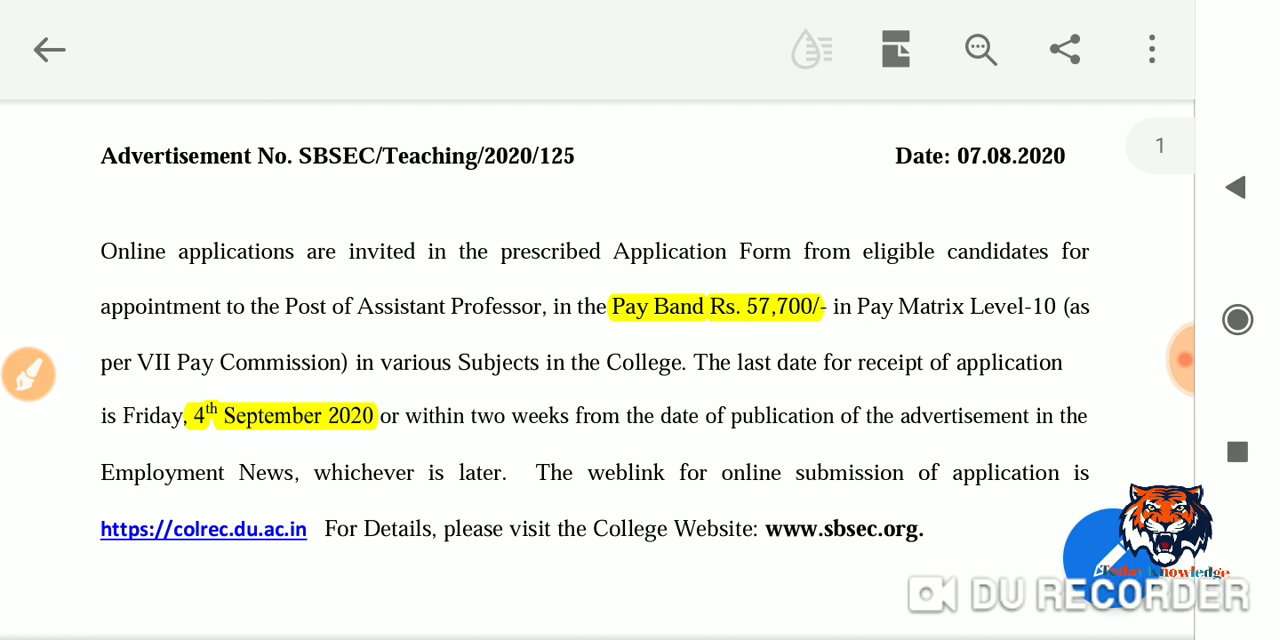 1
Advertisement No. SBSEC/Teaching/2020/125 Date: 07.08.2020
Online applications are invited in the prescribed Application Form from eligible candidates for
appointment to the Post of Assistant Professor, in the Pay Band Rs. 57,700/- in Pay Matrix Level-10 (as
per VII Pay Commission) in various Subjects in the College. The last date for receipt of application
is Friday, 4th September 2020 or within two weeks from the date of publication of the advertisement in the
Employment News, whichever is later. The weblink for online submission of application is
https://colrec.du.ac.in For Details, please visit the College Website: www.sbsec.org.
Knowledge
DU RECORDER